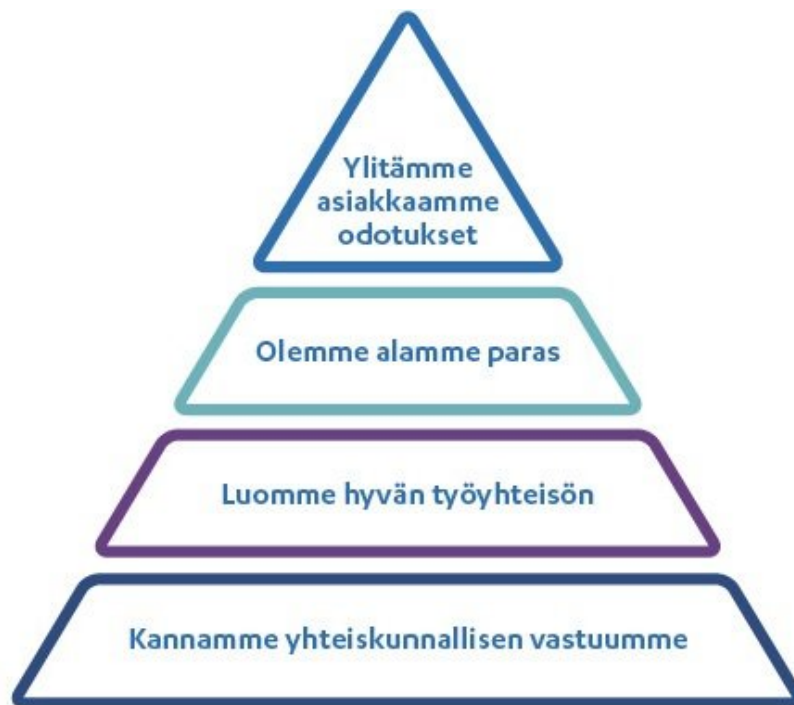 Ylitämme
asiakkaamme
odotukset
Olemme alamme paras
Luomme hyvän työyhteisön
Kannamme yhteiskunnallisen vastuumme